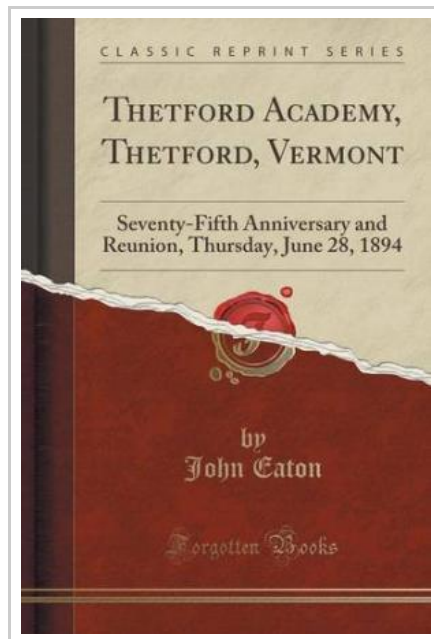 CLASSIC REPRINT SERIES
THETFORD ACADEMY,
THETFORD, VERMONT
Seventy-Fifth Anniversary and
Reunion, Thursday, June 28, 1894
F
by
John Eaton
Forgotten Books